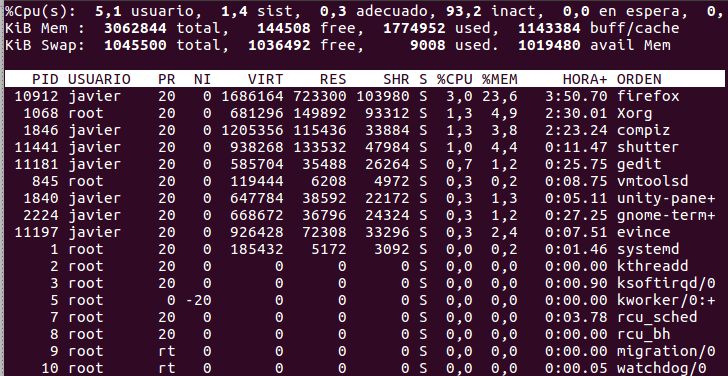 %Cpu(s):  5,1 usuario,  1,4 sist,  0,3 adecuado, 93,2 inact,  0,0 en espera,  0,
KiB Mem :  3062844 total,   144508 free,  1774952 used,  1143384 buff/cache
KiB Swap:  1045500 total,  1036492 free,     9008 used.  1019480 avail Mem
PID USUARIO PR NI VIRT RES SHR S %CPU %MEM HORA+ ORDEN
10912 javier 20 0 1686164 723300 103980 S 3,0 23,6 3:50.70 firefox
1068 root 20 0 681296 149892 93312 S 1,3 4,9 2:30.01 Xorg
1846 javier 20 0 1205356 115436 33884 S 1,3 3,8 2:23.24 compiz
11441 javier 20 0 938268 133532 47984 S 1,0 4,4 0:11.47 shutter
11181 javier 20 0 585704 35488 26264 S 0,7 1,2 0:25.75 gedit
845 root 20 0 119444 6208 4972 S 0,3 0,2 0:08.75 vmtoolsd
1840 javier 20 0 647784 38592 22172 S 0,3 1,3 0:05.11 unity-pane+
2224 javier 20 0 668672 36796 24324 S 0,3 1,2 0:27.25 gnome-term+
11197 javier 20 0 926428 72308 33296 S 0,3 2,4 0:07.51 evince
1 root 20 0 185432 5172 3092 S 0,0 0,2 0:01.46 systemd
2 root 20 0 0 0 0 S 0,0 0,0 0:00.00 kthreadd
3 root 20 0 0 0 0 S 0,0 0,0 0:00.90 ksoftirqd/0
5 root 0 -20 0 0 0 S 0,0 0,0 0:00.00 kworker/0:+
7 root 20 0 0 0 0 S 0,0 0,0 0:03.78 rcu_sched
8 root 20 0 0 0 0 S 0,0 0,0 0:00.00 rcu_bh
9 root rt 0 0 0 0 S 0,0 0,0 0:00.00 migration/0
10 root rt 0 0 0 0 S 0,0 0,0 0:00.05 watchdog/0